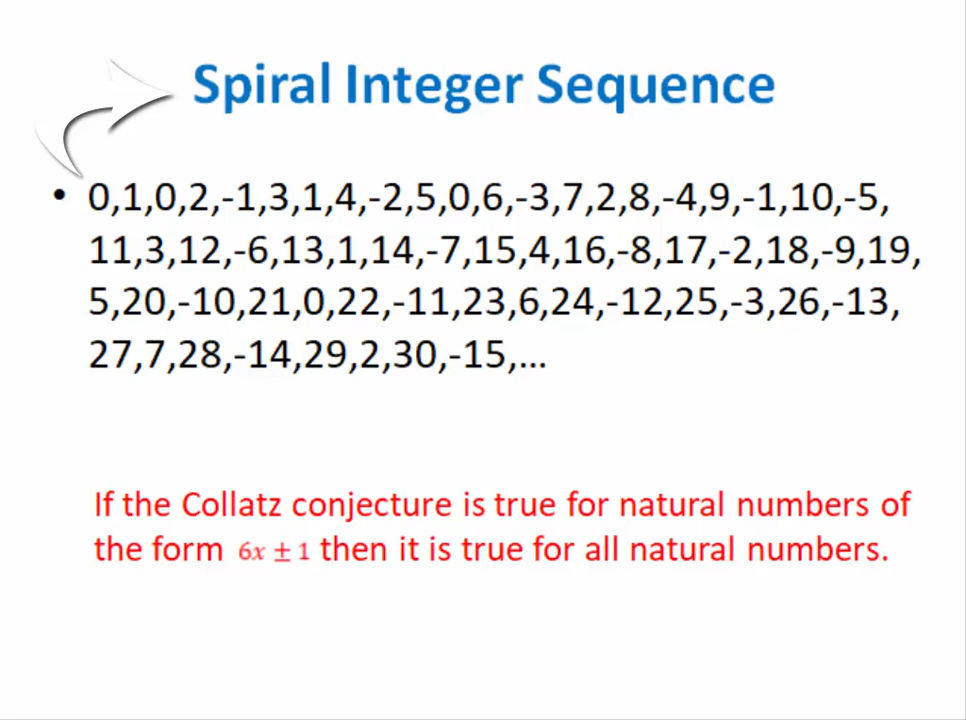 Spiral Integer Sequence
• 0,1,0,2,-1,3,1,4,-2,5,0,6,-3,7,2,8,-4,9,-1,10,-5,
11,3,12,-6,13,1,14,-7,15,4,16,-8,17,-2,18,-9,19,
5,20,-10,21,0,22,-11,23,6,24,-12,25,-3,26,-13,
27,7,28,-14,29,2,30,-15,...
If the Collatz conjecture is true for natural numbers of
the form 6x ± 1 then it is true for all natural numbers.